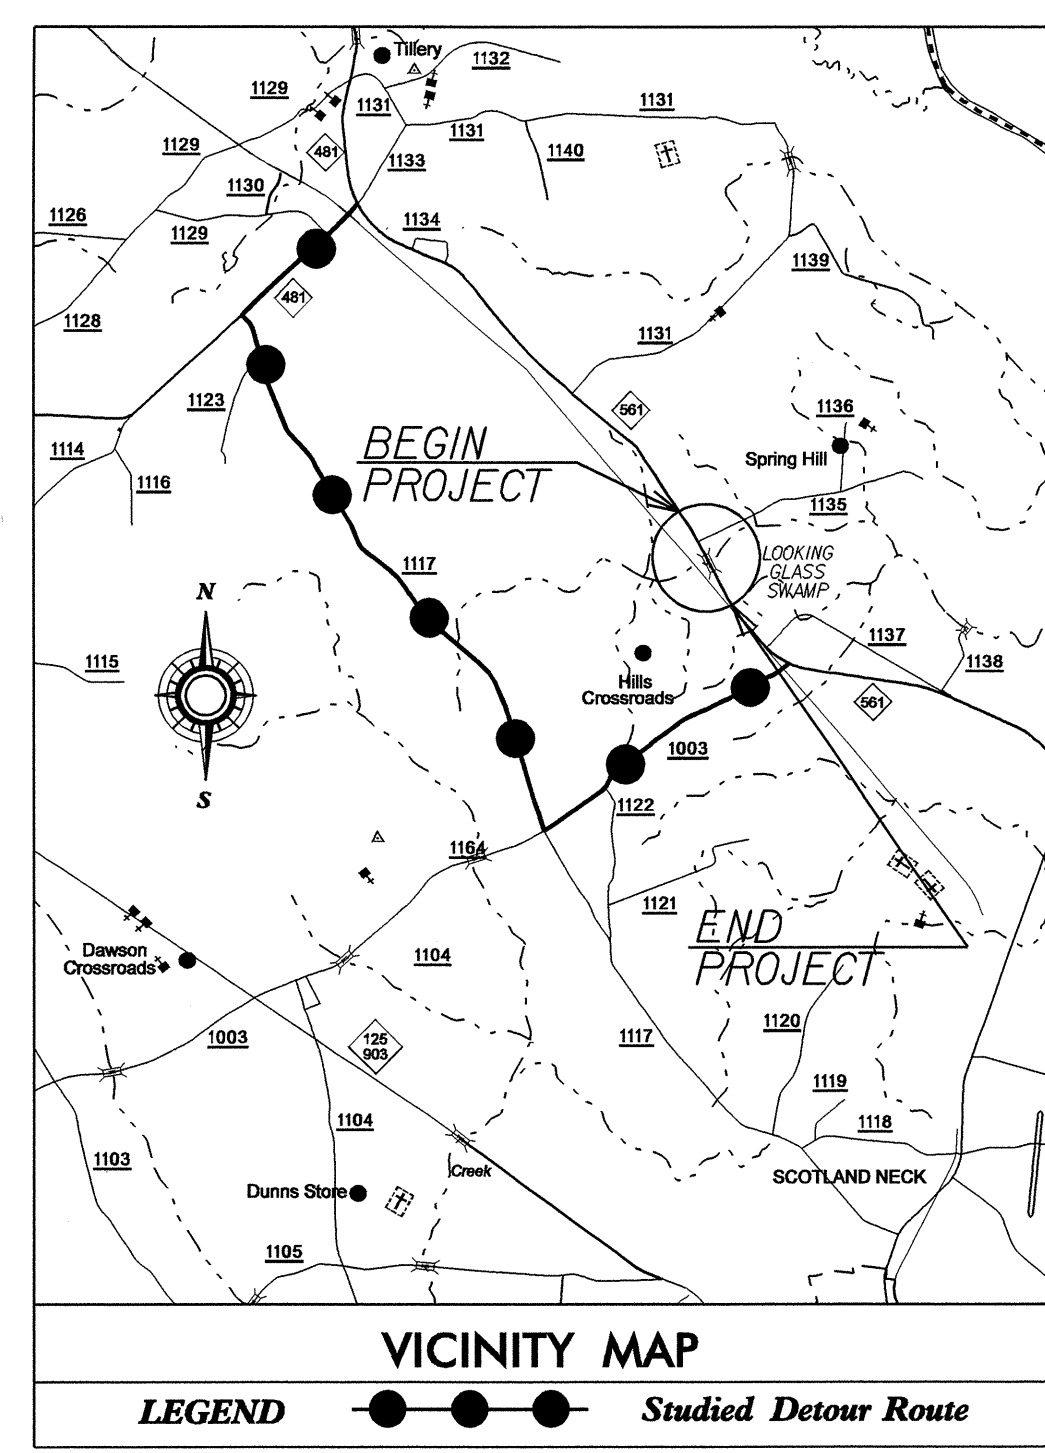 Tillery
1132
1129
1131
1131
1131
481
1129
1133
1140
1130
1126
1129
1134
1139
481
1128
1131
1123
561
1136
BEGIN
PROJECT
Spring Hill
1114
1116
1135
1117
LOOKING
GLASS
SWAMP
N
1137
1115
1138
Hills
Crossroads
561
1003
S
1122
1164
1121
END
PROJECT
Dawson
Crossroads
1104
1120
1003
125
903
1117
1119
1104
1118
1103
Creek
SCOTLAND NECK
Dunns Store
1105
VICINITY MAP
LEGEND
Studied Detour Route